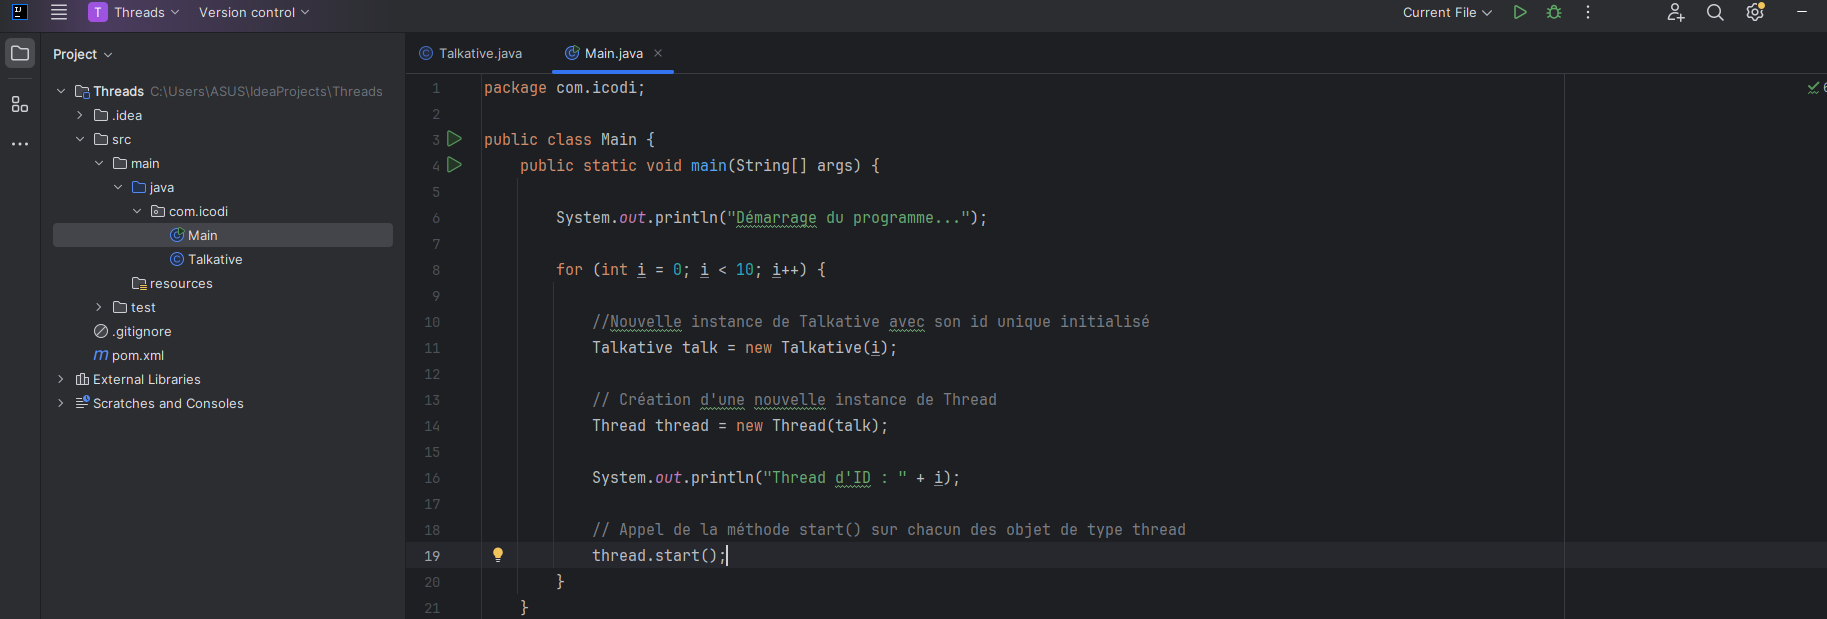 T Threads Version control Current File
Project
Talkative.java Main.java
Threads C:\Users\ASUS\IdeaProjects\Threads
.idea
src
main
java
com.icodi
Main
Talkative
resources
test
.gitignore
m pom.xml
External Libraries
Scratches and Consoles
1 package com.icodi;
2
3 public class Main {
4 public static void main(String[] args) {
5
6 System.out.println("Démarrage du programme...");
7
8 for (int i = 0; i < 10; i++) {
9
10 //Nouvelle instance de Talkative avec son id unique initialisé
11 Talkative talk = new Talkative(i);
12
13 // Création d'une nouvelle instance de Thread
14 Thread thread = new Thread(talk);
15
16 System.out.println("Thread d'ID : " + i);
17
18 // Appel de la méthode start() sur chacun des objet de type thread
19 thread.start();
20 }
21 }